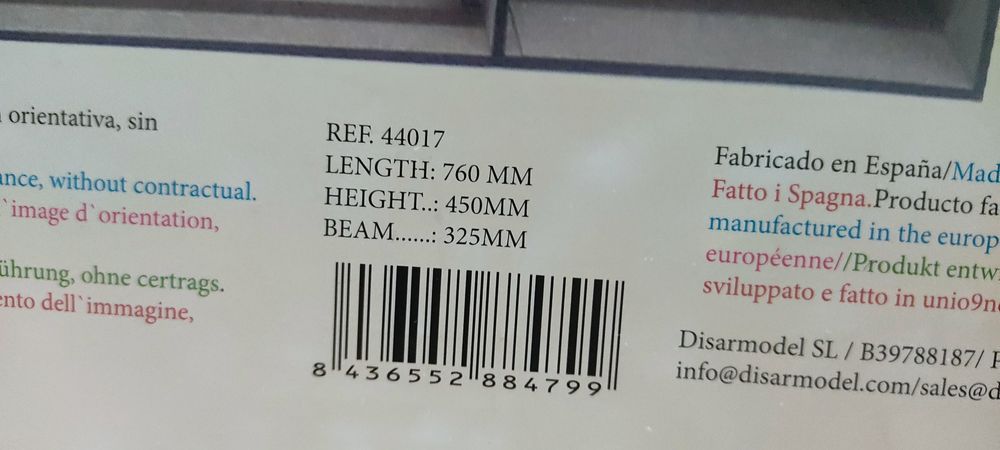 orientativa, sin
ance, without contractual.
`image d`orientation,
ührung, ohne certrags.
ento dell`immagine,
REF. 44017
LENGTH: 760 MM
HEIGHT..: 450MM
BEAM......: 325MM
8 436552 884799
Fabricado en España/Mad
Fatto i Spagna.Producto fa
manufactured in the europ
européenne//Produkt entw
sviluppato e fatto in unio9n
Disarmodel SL / B39788187/ P
info@disarmodel.com/sales@d